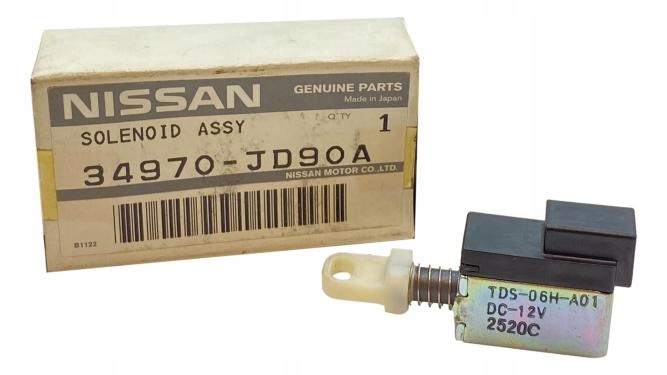 NISSAN
GENUINE PARTS
Made in Japan
SOLENOID ASSY
Q'TY
1
34970-JD90A
NISSAN MOTOR CO.,LTD.
B1122
TDS-06H-A01
DC-12V
2520C